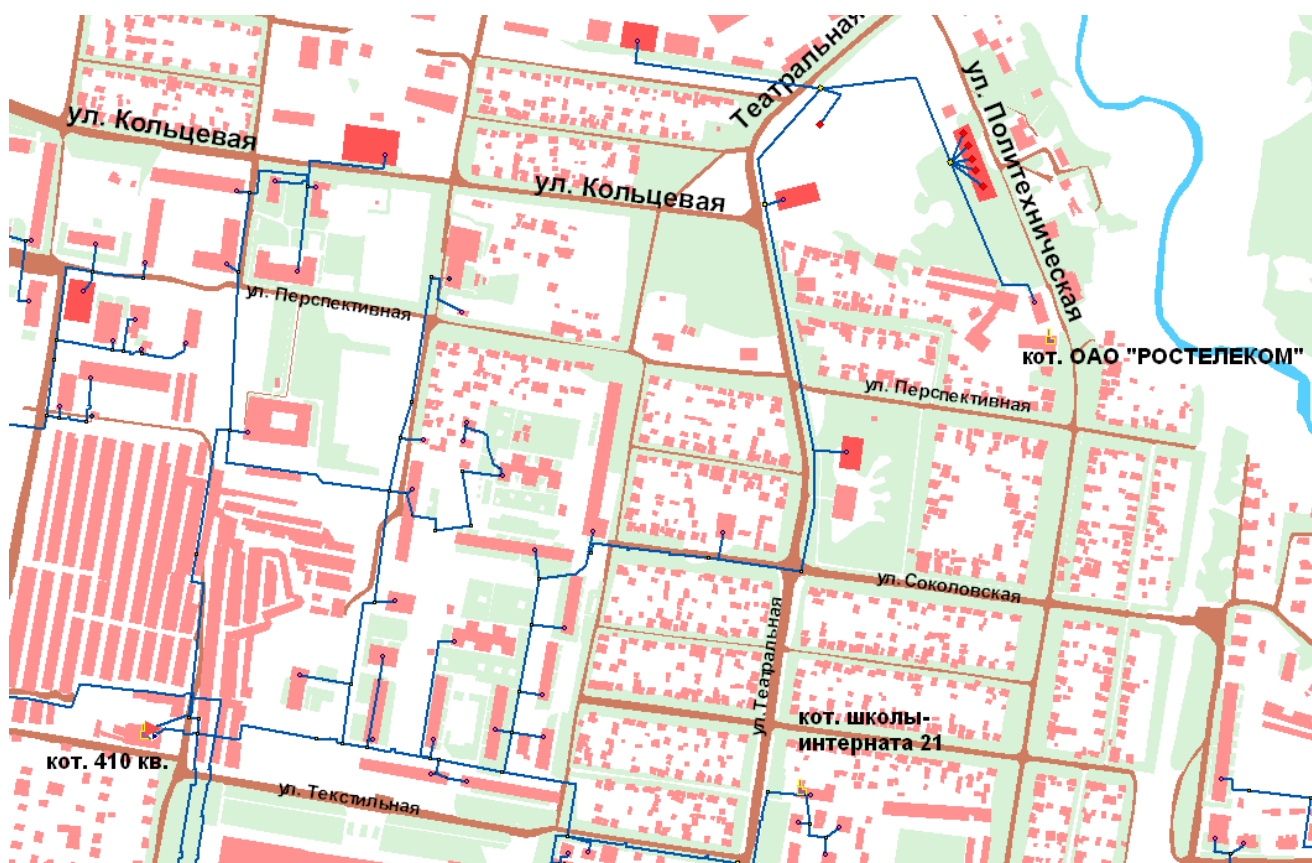 Театральная
ул. Политехническая
ул. Кольцевая
ул. Кольцевая
ул. Перспективная
кот. ОАО "РОСТЕЛЕКОМ"
ул. Перспективная
ул. Соколовская
ул.Театральная
кот. школы-
интерната 21
кот. 410 кв.
ул. Текстильная